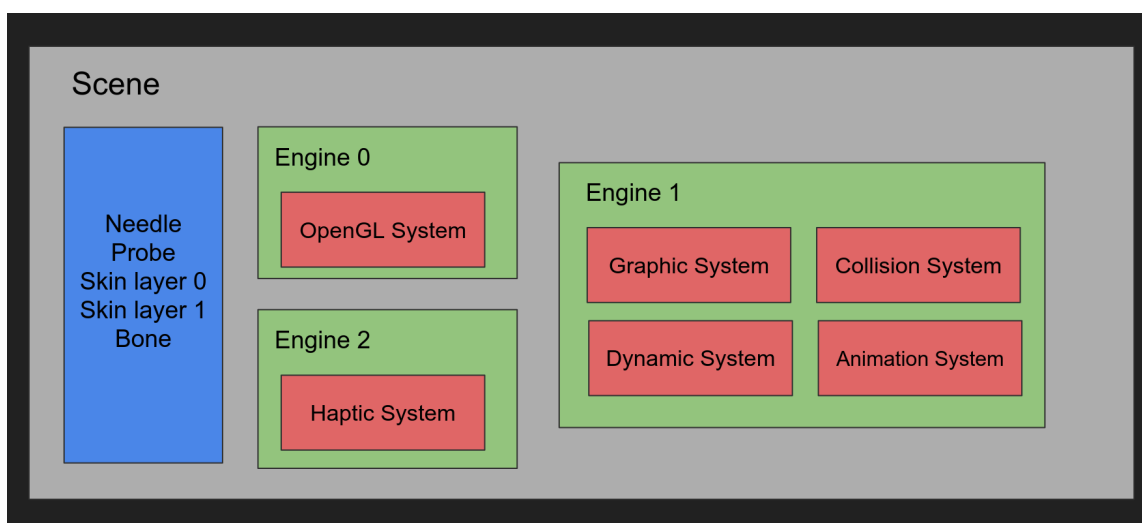 Scene
Needle
Probe
Skin layer 0
Skin layer 1
Bone
Engine 0
OpenGL System
Engine 2
Haptic System
Engine 1
Graphic System
Collision System
Dynamic System
Animation System